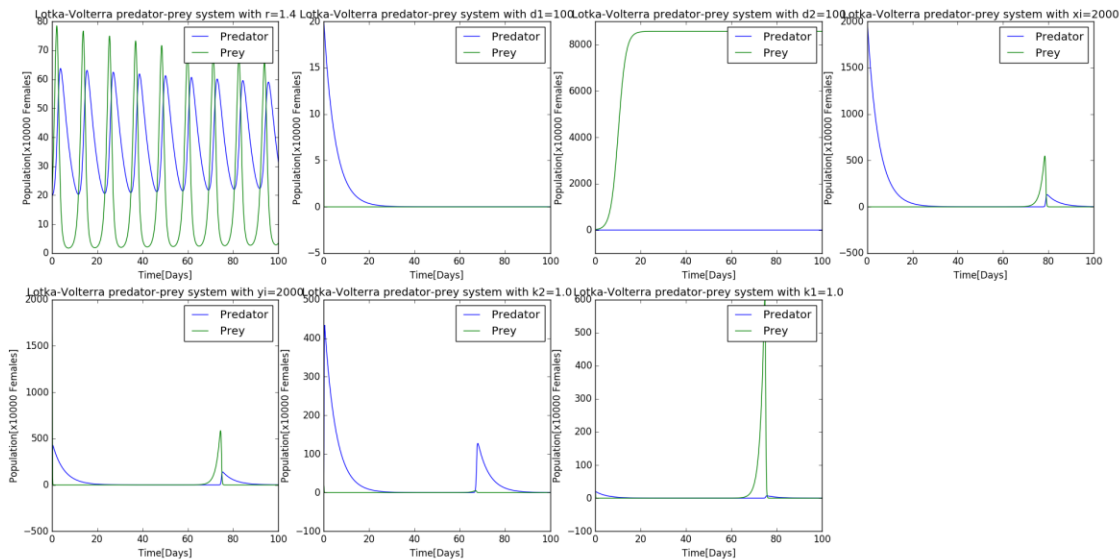 Lotka-Volterra predator-prey system with r=1.4
Population[x10000 Females]
80
70
60
50
40
30
20
10
0
Predator
Prey
0 20 40 60 80 100
Time[Days]
Lotka-Volterra predator-prey system with d1=100
Population[x10000 Females]
20
15
10
5
0
−5
Predator
Prey
0 20 40 60 80 100
Time[Days]
Lotka-Volterra predator-prey system with d2=100
Population[x10000 Females]
8000
6000
4000
2000
0
Predator
Prey
0 20 40 60 80 100
Time[Days]
Lotka-Volterra predator-prey system with xi=2000
Population[x10000 Females]
2000
1500
1000
500
0
−500
Predator
Prey
0 20 40 60 80 100
Time[Days]
Lotka-Volterra predator-prey system with yi=2000
Population[x10000 Females]
2000
1500
1000
500
0
−500
Predator
Prey
0 20 40 60 80 100
Time[Days]
Lotka-Volterra predator-prey system with k2=1.0
Population[x10000 Females]
500
400
300
200
100
0
−100
Predator
Prey
0 20 40 60 80 100
Time[Days]
Lotka-Volterra predator-prey system with k1=1.0
Population[x10000 Females]
600
500
400
300
200
100
0
−100
Predator
Prey
0 20 40 60 80 100
Time[Days]